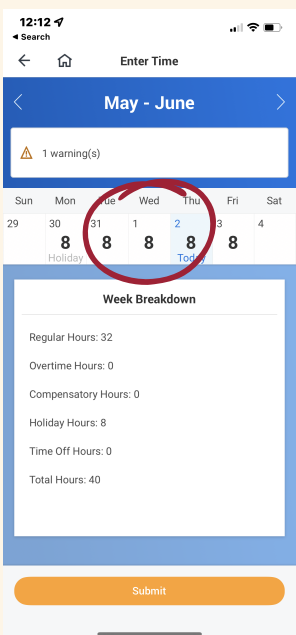 12:12
◄ Search
Enter Time
May - June
1 warning(s)
Sun Mon Tue Wed Thu Fri Sat
29 30 31 1 2 3 4
8 8 8 8 8
Holiday Today
Week Breakdown
Regular Hours: 32
Overtime Hours: 0
Compensatory Hours: 0
Holiday Hours: 8
Time Off Hours: 0
Total Hours: 40
Submit